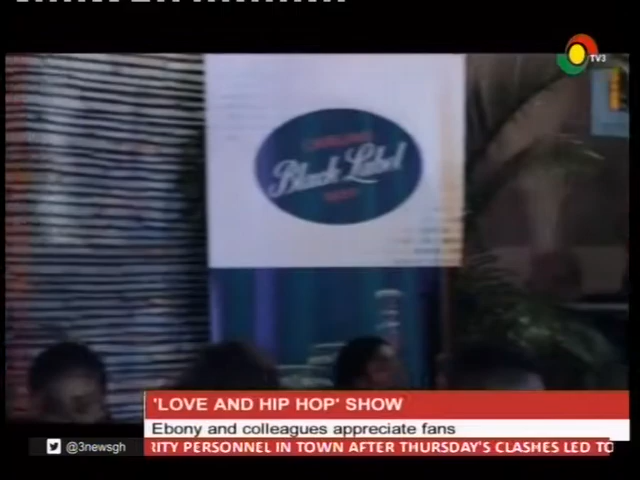 TV3
Black Label
'LOVE AND HIP HOP' SHOW
Ebony and colleagues appreciate fans
@3newsgh
RITY PERSONNEL IN TOWN AFTER THURSDAY'S CLASHES LED TO